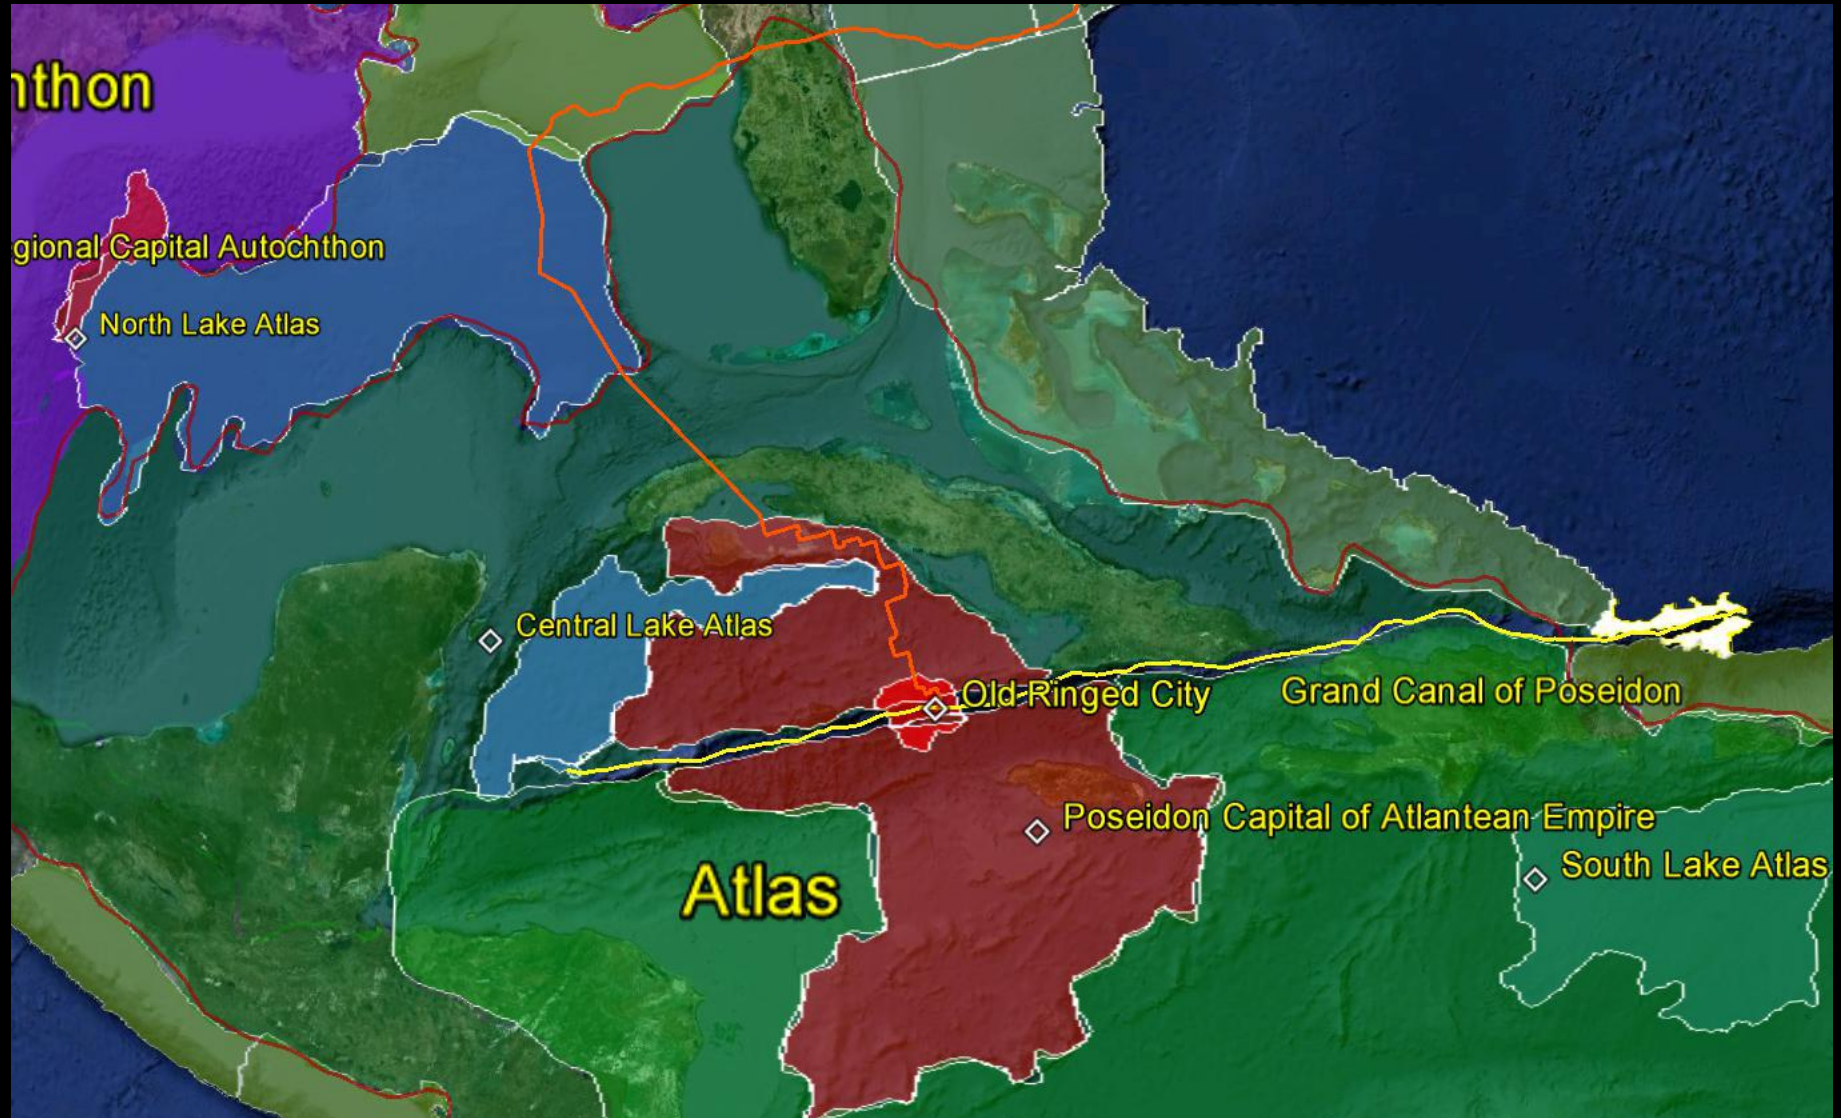 nthon
gional Capital Autochthon
North Lake Atlas
Central Lake Atlas
Old Ringed City
Grand Canal of Poseidon
Poseidon Capital of Atlantean Empire
Atlas
South Lake Atlas